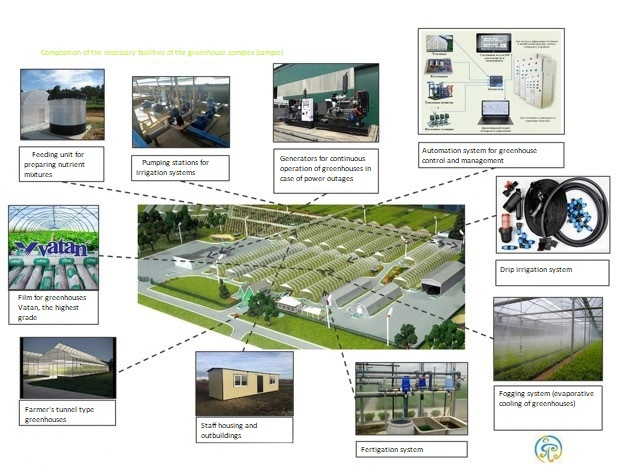 Composition of the necessary facilities of the greenhouse complex (sample)
Feeding unit for
preparing nutrient
mixtures
Pumping stations for
irrigation systems
Generators for continuous
operation of greenhouses in
case of power outages
Automation system for greenhouse
control and management
Vatan
Film for greenhouses
Vatan, the highest
grade
Drip irrigation system
Farmer's tunnel type
greenhouses
Staff housing and
outbuildings
Fertigation system
Fogging system (evaporative
cooling of greenhouses)